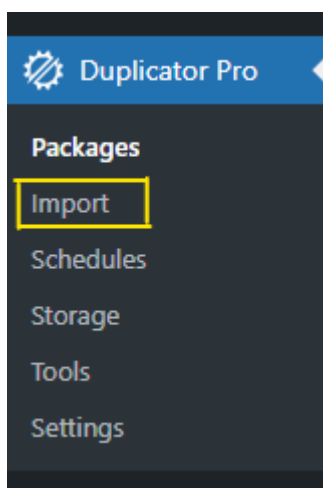 Duplicator Pro
Packages
Import
Schedules
Storage
Tools
Settings